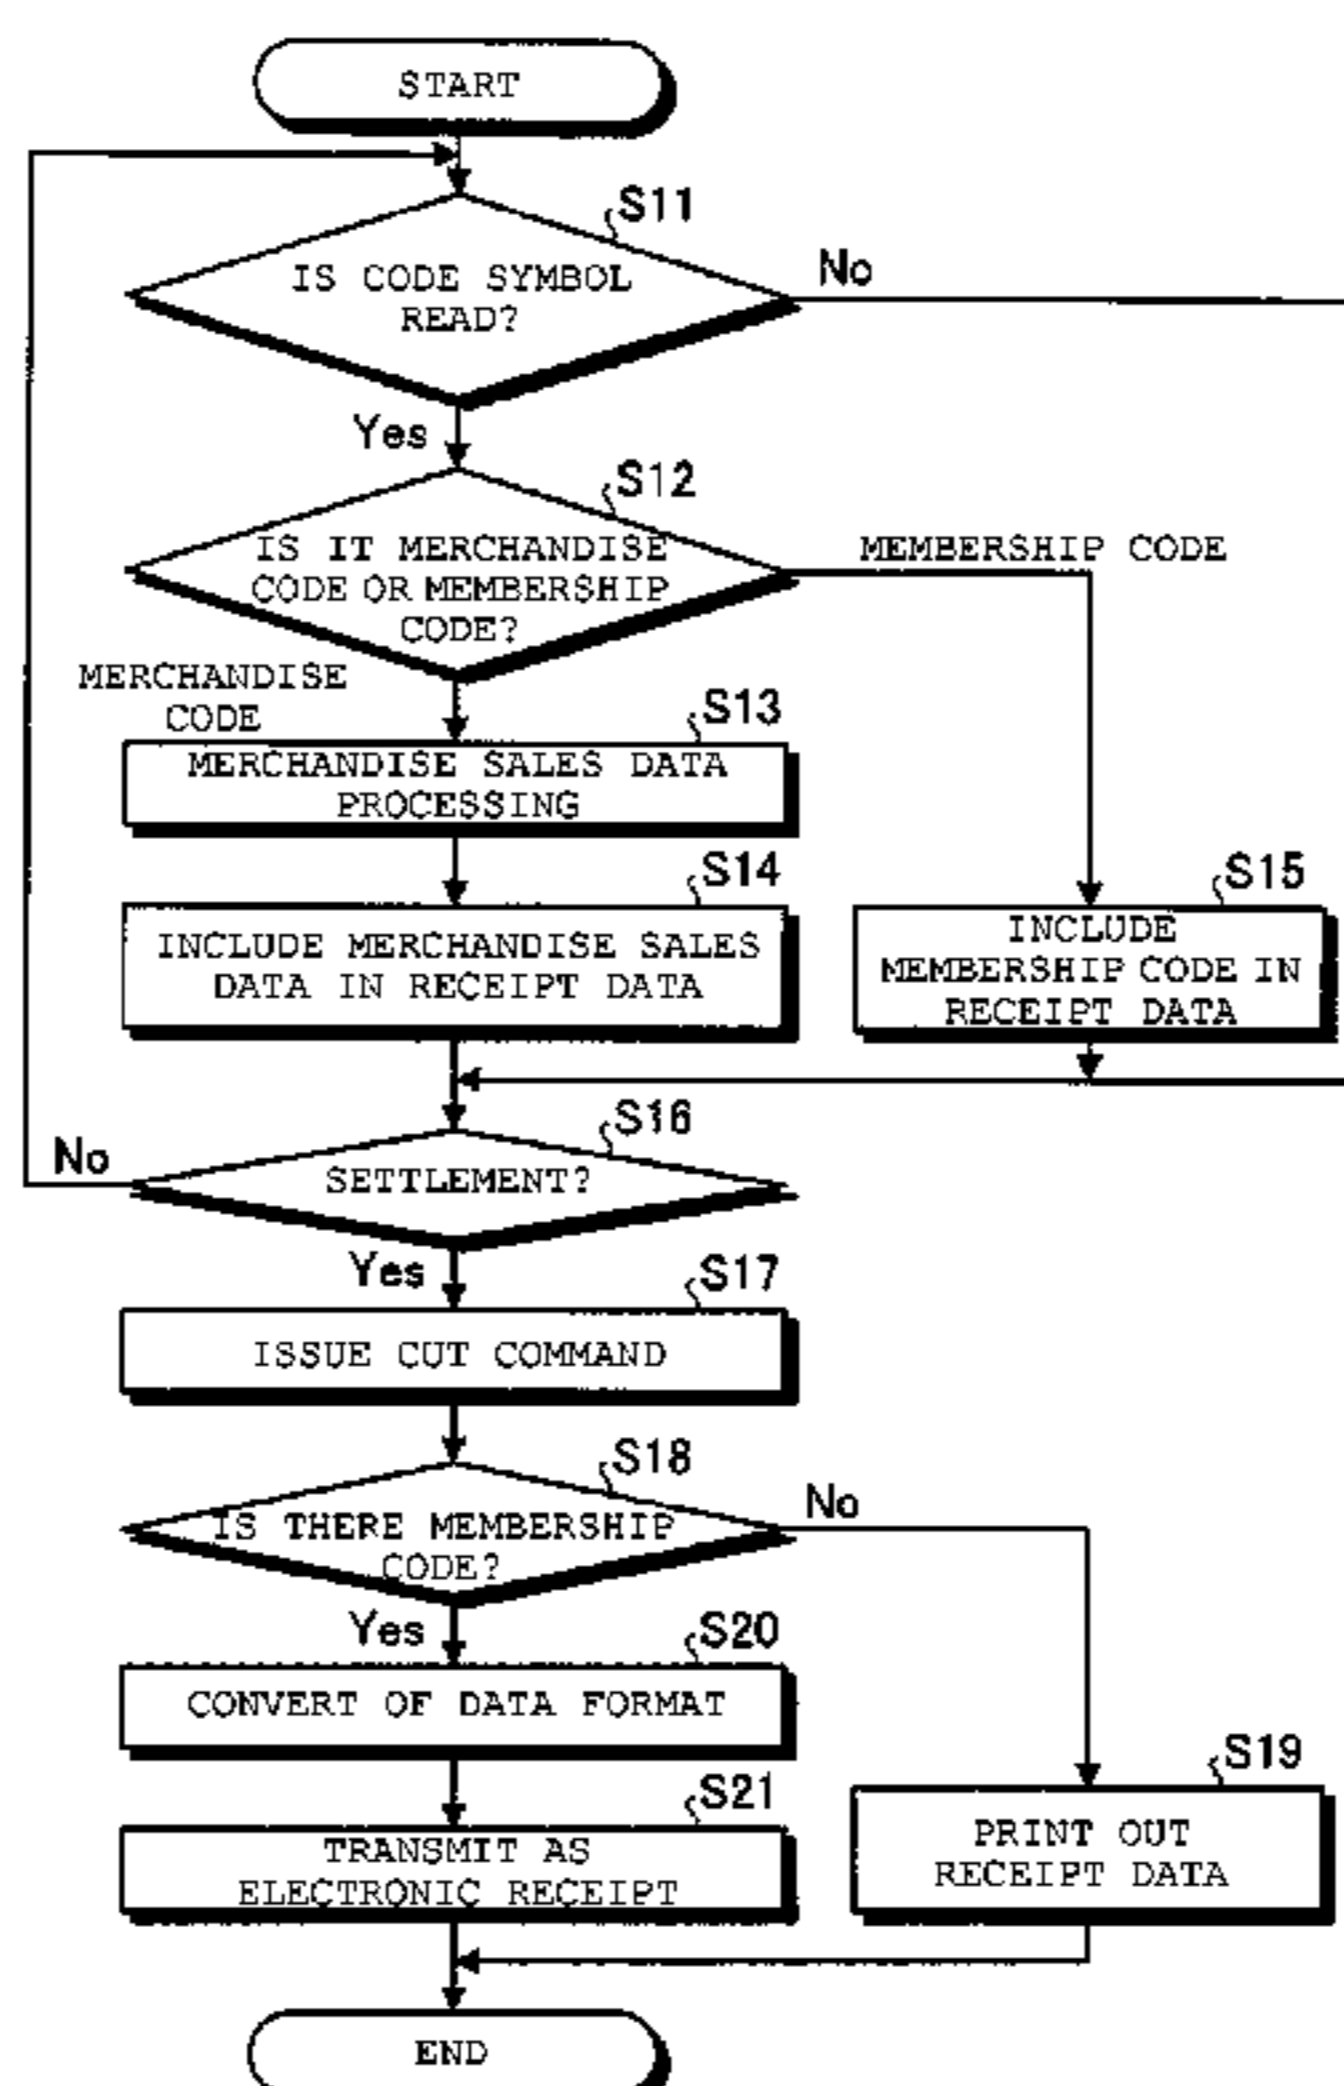 START
S11
IS CODE SYMBOL
READ?
No
Yes
S12
IS IT MERCHANDISE
CODE OR MEMBERSHIP
CODE?
MEMBERSHIP CODE
MERCHANDISE
CODE
S13
MERCHANDISE SALES DATA
PROCESSING
S14
INCLUDE MERCHANDISE SALES
DATA IN RECEIPT DATA
S15
INCLUDE
MEMBERSHIP CODE IN
RECEIPT DATA
S16
SETTLEMENT?
No
Yes
S17
ISSUE CUT COMMAND
S18
IS THERE MEMBERSHIP
CODE?
No
Yes
S20
CONVERT OF DATA FORMAT
S19
PRINT OUT
RECEIPT DATA
S21
TRANSMIT AS
ELECTRONIC RECEIPT
END